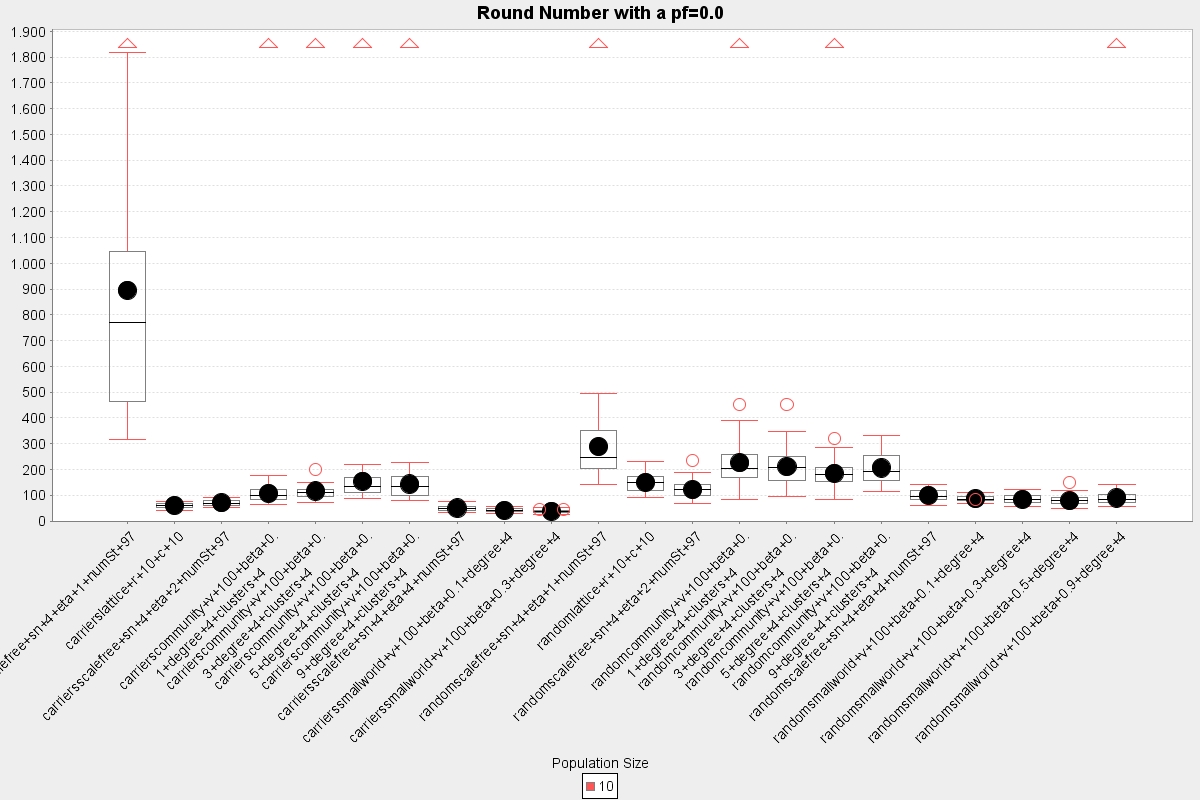 Round Number with a pf=0.0
1.900
1.800
1.700
1.600
1.500
1.400
1.300
1.200
1.100
1.000
900
800
700
600
500
400
300
200
100
0
efree+sn+4+eta+1+numSt+97
carrierslattice+r+10+c+10
carriersscalefree+sn+4+eta+2+numSt+97
carrierscommunity+v+100+beta+0.
1+degree+4+clusters+4
carrierscommunity+v+100+beta+0.
3+degree+4+clusters+4
carrierscommunity+v+100+beta+0.
5+degree+4+clusters+4
carrierscommunity+v+100+beta+0.
9+degree+4+clusters+4
carriersscalefree+sn+4+eta+4+numSt+97
carrierssmallworld+v+100+beta+0.1+degree+4
carrierssmallworld+v+100+beta+0.3+degree+4
randomscalefree+sn+4+eta+1+numSt+97
randomlattice+r+10+c+10
randomscalefree+sn+4+eta+2+numSt+97
randomcommunity+v+100+beta+0.
1+degree+4+clusters+4
randomcommunity+v+100+beta+0.
3+degree+4+clusters+4
randomcommunity+v+100+beta+0.
5+degree+4+clusters+4
randomcommunity+v+100+beta+0.
9+degree+4+clusters+4
randomscalefree+sn+4+eta+4+numSt+97
randomsmallworld+v+100+beta+0.1+degree+4
randomsmallworld+v+100+beta+0.3+degree+4
randomsmallworld+v+100+beta+0.5+degree+4
randomsmallworld+v+100+beta+0.9+degree+4
Population Size
10